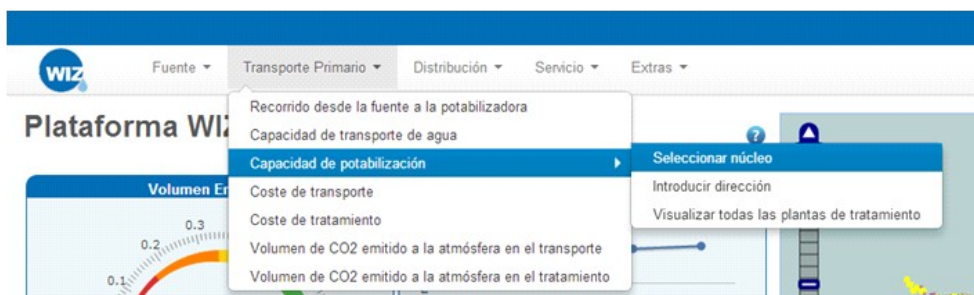 WIZ
Fuente Transporte Primario Distribución Servicio Extras
Plataforma WIZ
Recorrido desde la fuente a la potabilizadora
Capacidad de transporte de agua
Capacidad de potabilización
Coste de transporte
Coste de tratamiento
Volumen de CO2 emitido a la atmósfera en el transporte
Volumen de CO2 emitido a la atmósfera en el tratamiento
Seleccionar núcleo
Introducir dirección
Visualizar todas las plantas de tratamiento
?
Volumen
0.3
0.2
0.1